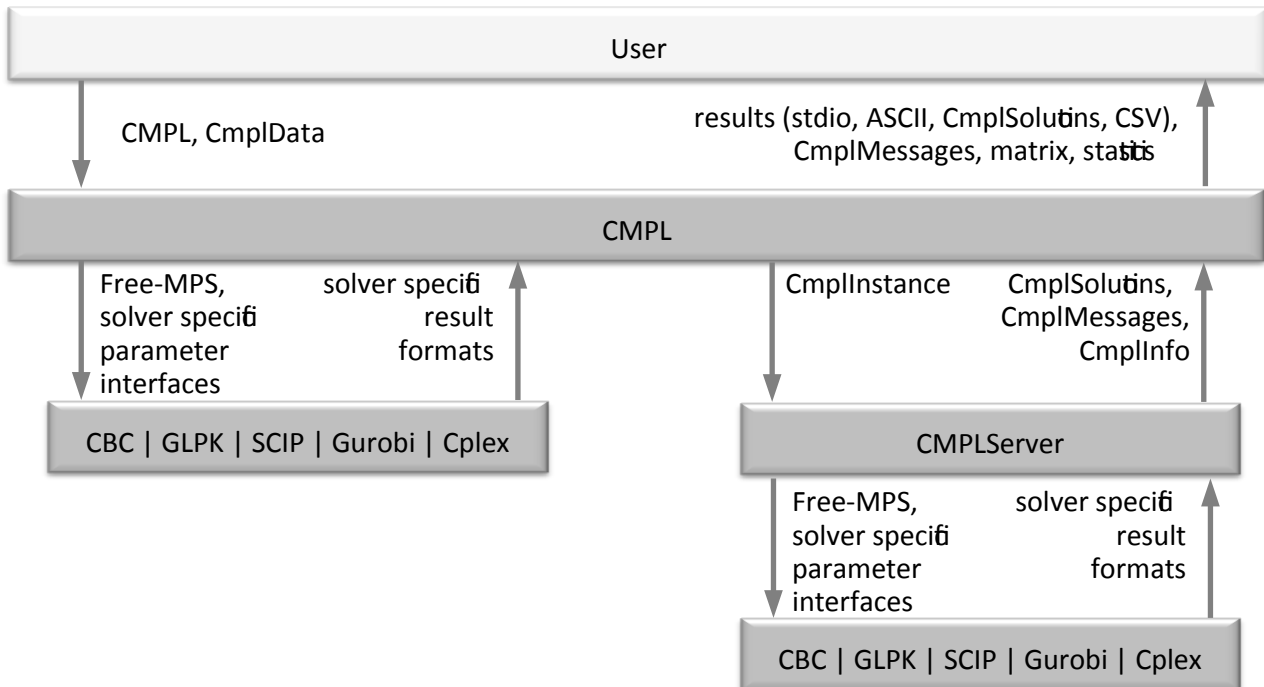 User
CMPL, CmplData
results (stdio, ASCII, CmplSolutins, CSV),
CmplMessages, matrix,
CMPL
Free-MPS,
solver specifi
parameter
interfaces
solver specifi
result
formats
CmplInstance
CmplSolutins,
CmplMessages,
CmplInfo
CBC | GLPK | SCIP | Gurobi | Cplex
CMPLServer
Free-MPS,
solver specifi
parameter
interfaces
solver specifi
result
formats
CBC | GLPK | SCIP | Gurobi | Cplex